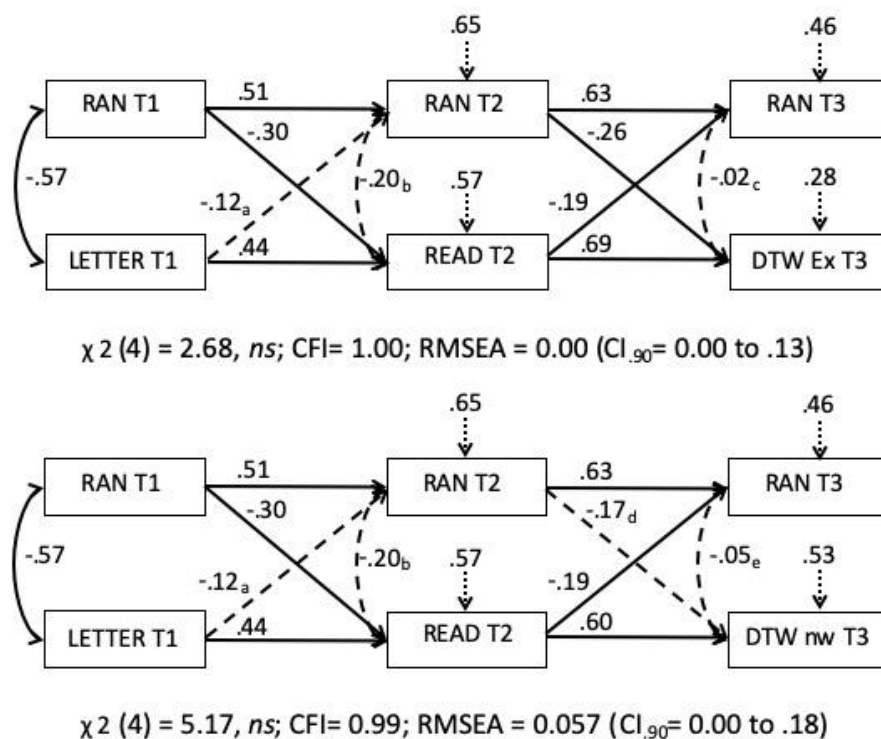 .65 .46
RAN T1 .51 RAN T2 .63 RAN T3
-.30 -.26
-.57 -.12a -.20b .57 -.19 -.02c .28
LETTER T1 .44 READ T2 .69 DTW Ex T3
χ 2 (4) = 2.68, ns; CFI= 1.00; RMSEA = 0.00 (CI.90= 0.00 to .13)
.65 .46
RAN T1 .51 RAN T2 .63 RAN T3
-.30 -.17d
-.57 -.12a -.20b .57 -.19 -.05e .53
LETTER T1 .44 READ T2 .60 DTW nw T3
χ 2 (4) = 5.17, ns; CFI= 0.99; RMSEA = 0.057 (CI.90= 0.00 to .18)